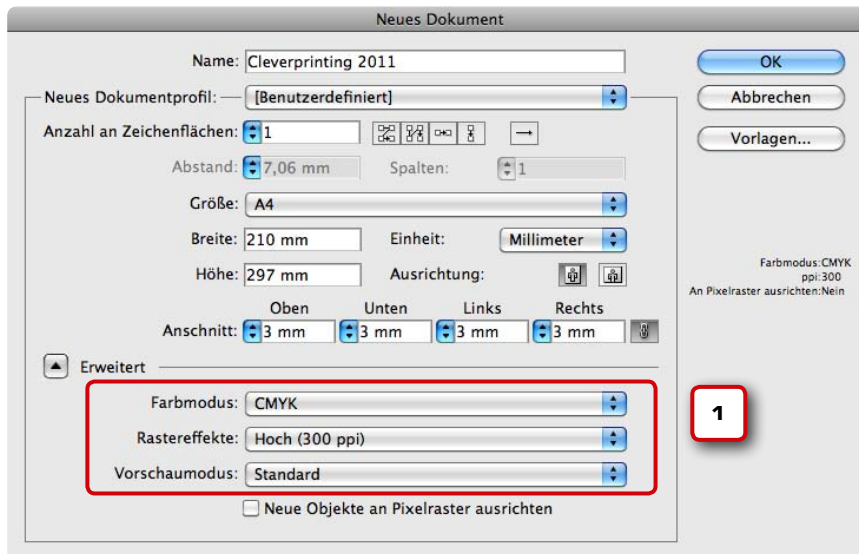 Neues Dokument
Name: Cleverprinting 2011
OK
Neues Dokumentprofil: [Benutzerdefiniert]
Abbrechen
Anzahl an Zeichenflächen: 1
Vorlagen...
Abstand: 7,06 mm Spalten: 1
Größe: A4
Breite: 210 mm Einheit: Millimeter
Höhe: 297 mm Ausrichtung:
Farbmodus:CMYK
ppi:300
An Pixelraster ausrichten:Nein
Oben Unten Links Rechts
Anschnitt: 3 mm 3 mm 3 mm 3 mm
Erweitert
Farbmodus: CMYK
1
Rastereffekte: Hoch (300 ppi)
Vorschaumodus: Standard
Neue Objekte an Pixelraster ausrichten